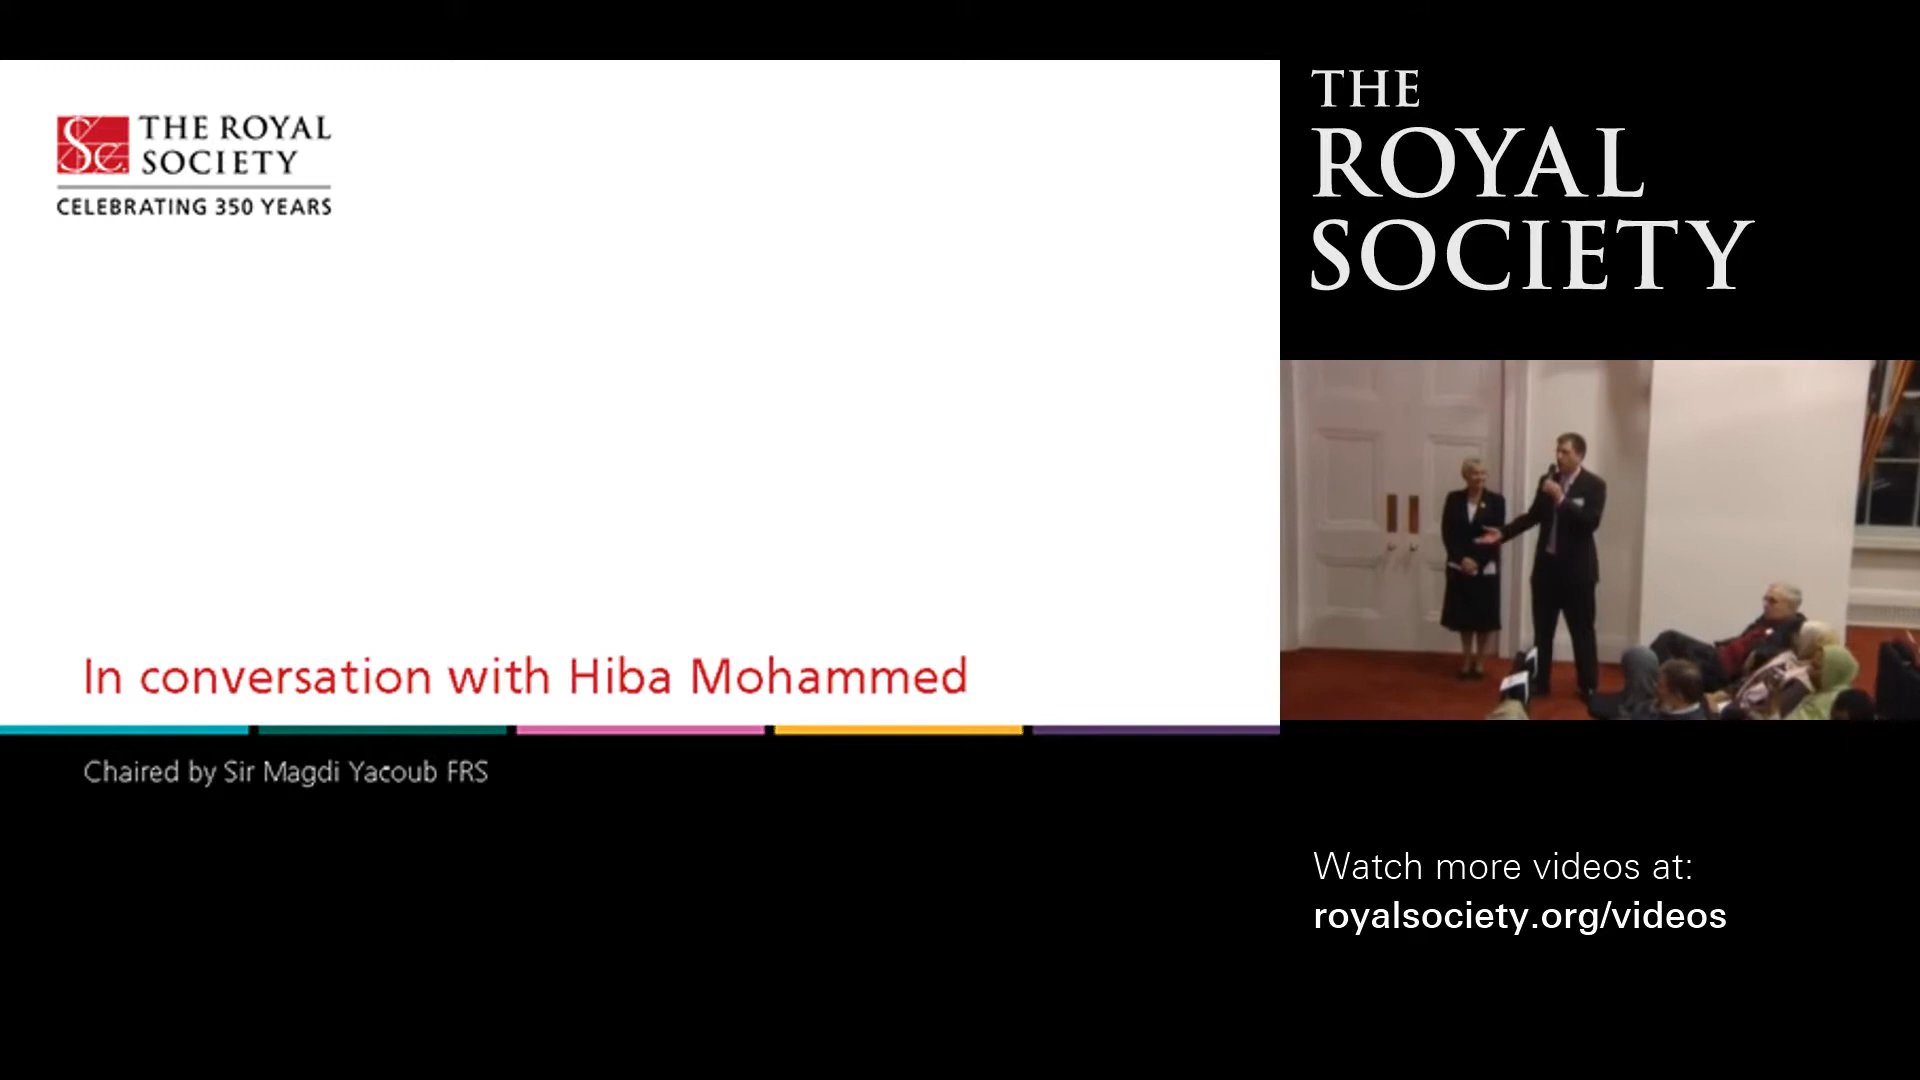 THE ROYAL
SOCIETY
CELEBRATING 350 YEARS
In conversation with Hiba Mohammed
Chaired by Sir Magdi Yacoub FRS
THE
ROYAL
SOCIETY
Watch more videos at:
royalsociety.org/videos